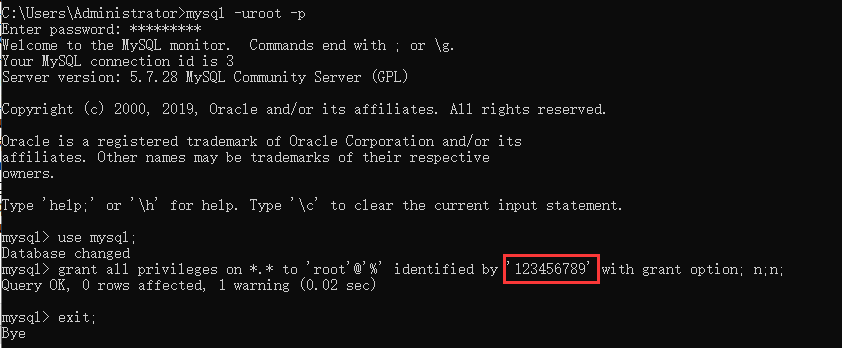 C:\Users\Administrator>mysql -uroot -p
Enter password: *********
Welcome to the MySQL monitor.  Commands end with ; or \g.
Your MySQL connection id is 3
Server version: 5.7.28 MySQL Community Server (GPL)
Copyright (c) 2000, 2019, Oracle and/or its affiliates. All rights reserved.
Oracle is a registered trademark of Oracle Corporation and/or its
affiliates. Other names may be trademarks of their respective
owners.
Type 'help;' or '\h' for help. Type '\c' to clear the current input statement.
mysql> use mysql;
Database changed
mysql> grant all privileges on *.* to 'root'@'%' identified by '123456789' with grant option; n;n;
Query OK, 0 rows affected, 1 warning (0.02 sec)
mysql> exit;
Bye